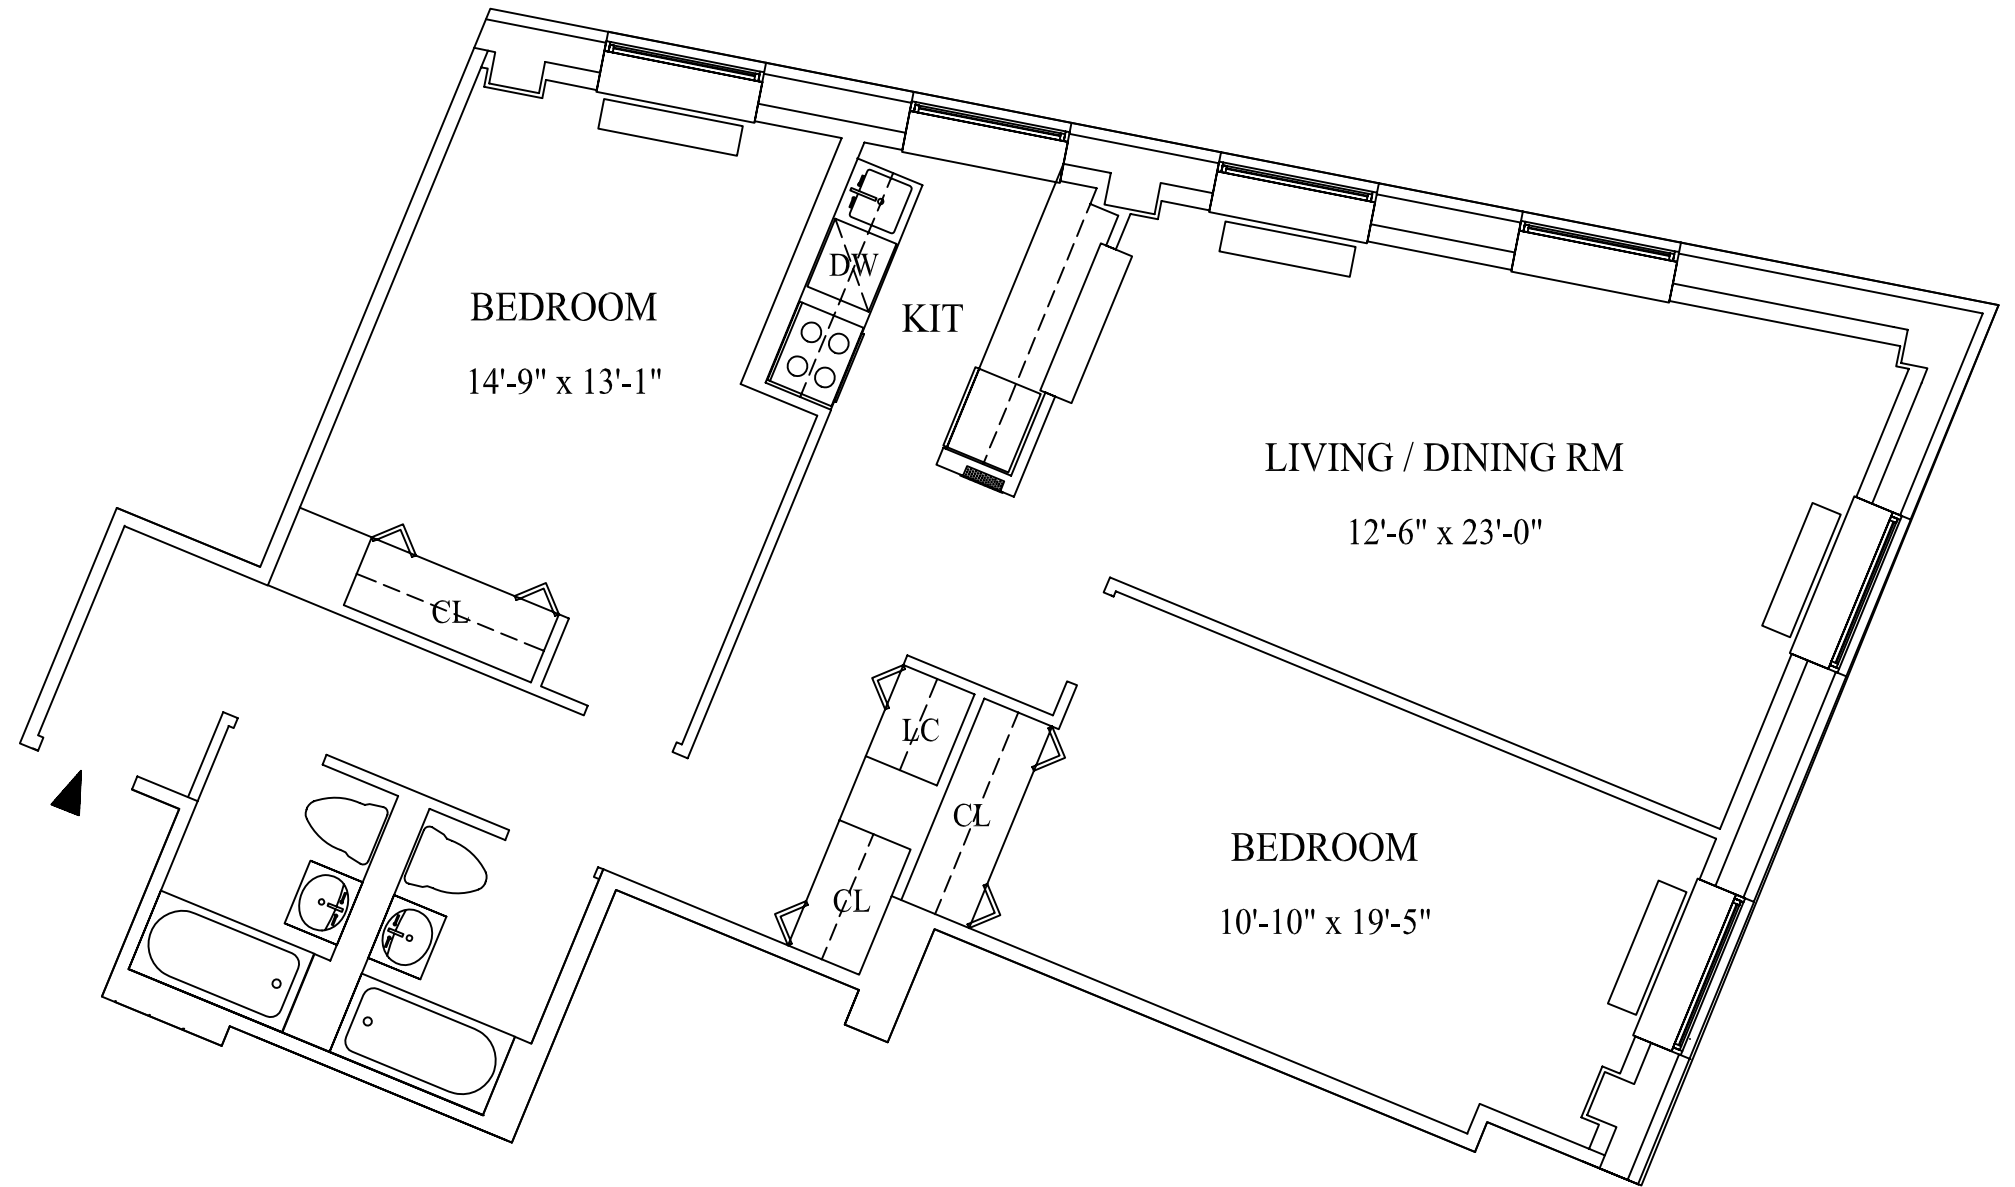 BEDROOM
14'-9" x 13'-1"
CL
DW
KIT
LIVING / DINING RM
12'-6" x 23'-0"
LC
CL
CL
BEDROOM
10'-10" x 19'-5"